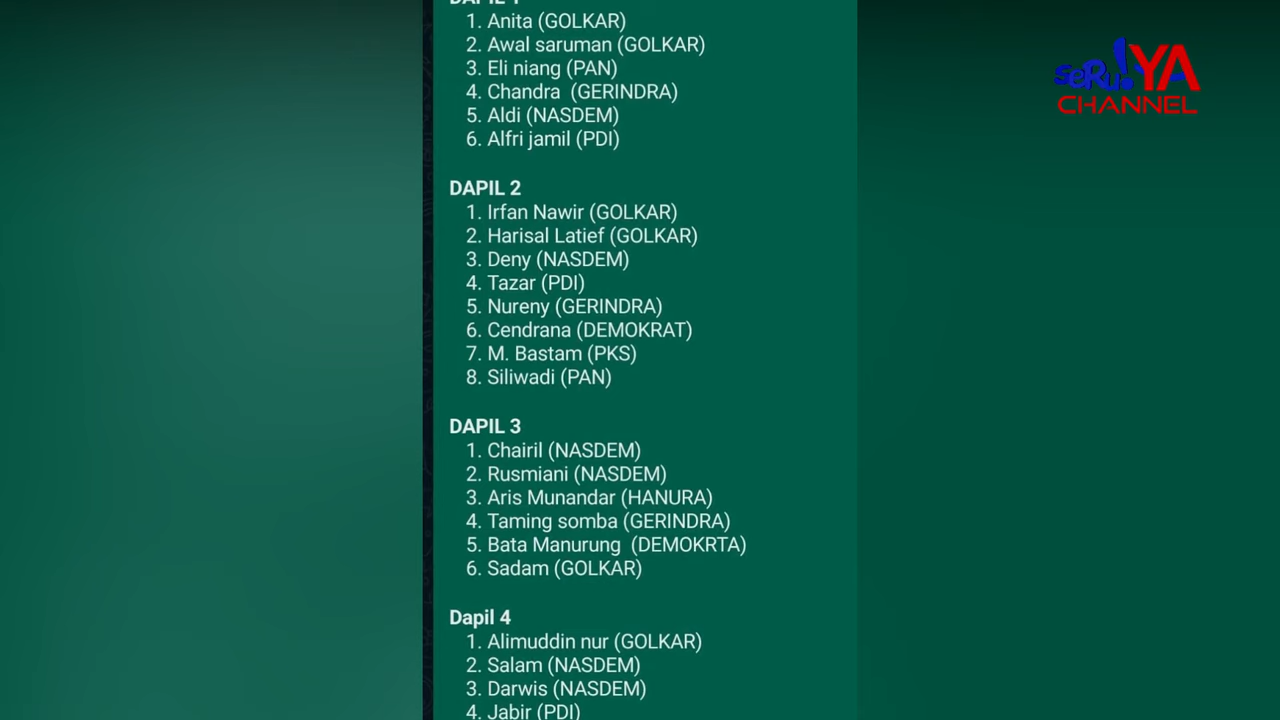 DAPIL 1
1. Anita (GOLKAR)
2. Awal saruman (GOLKAR)
3. Eli niang (PAN)
4. Chandra  (GERINDRA)
5. Aldi (NASDEM)
6. Alfri jamil (PDI)
DAPIL 2
1. Irfan Nawir (GOLKAR)
2. Harisal Latief (GOLKAR)
3. Deny (NASDEM)
4. Tazar (PDI)
5. Nureny (GERINDRA)
6. Cendrana (DEMOKRAT)
7. M. Bastam (PKS)
8. Siliwadi (PAN)
DAPIL 3
1. Chairil (NASDEM)
2. Rusmiani (NASDEM)
3. Aris Munandar (HANURA)
4. Taming somba (GERINDRA)
5. Bata Manurung  (DEMOKRTA)
6. Sadam (GOLKAR)
Dapil 4
1. Alimuddin nur (GOLKAR)
2. Salam (NASDEM)
3. Darwis (NASDEM)
4. Jabir (PDI)
seRu!YA
CHANNEL